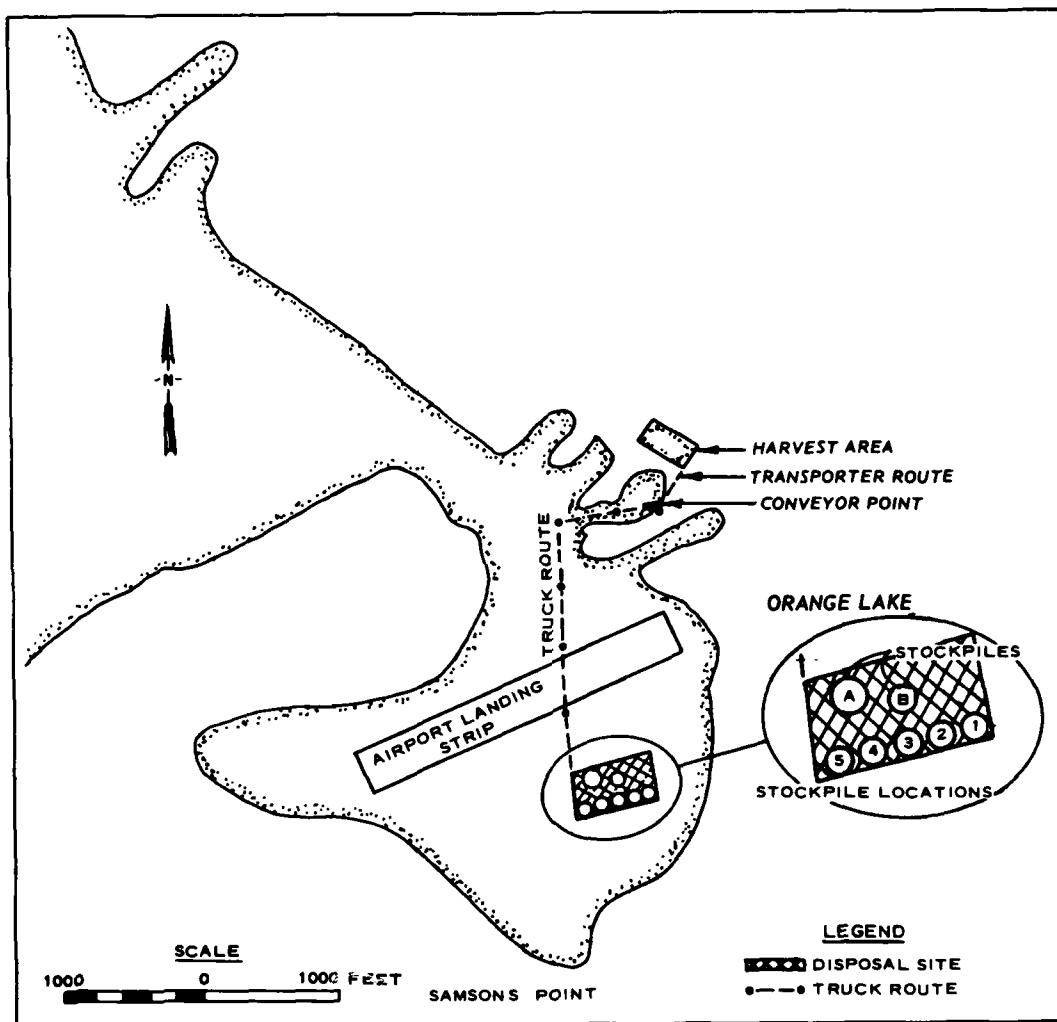 N
HARVEST AREA
TRANSPORTER ROUTE
CONVEYOR POINT
TRUCK ROUTE
ORANGE LAKE
STOCKPILES
A
B
1
2
3
4
5
STOCKPILE LOCATIONS
AIRPORT LANDING
STRIP
SCALE
1000 0 1000 FEET
SAMSONS POINT
LEGEND
DISPOSAL SITE
TRUCK ROUTE